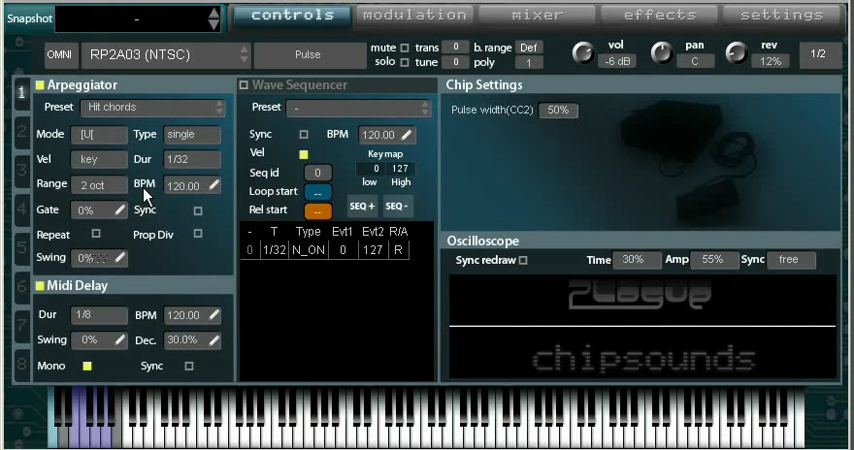 Snapshot - controls modulation mixer effects settings
OMNI RP2A03 (NTSC) Pulse mute trans 0 b. range Def vol -6 dB pan C rev 12% 1/2
solo tune 0 poly 1
1 Arpeggiator
Preset Hit chords
2 Mode [U[ Type single
3 Vel key Dur 1/32
4 Range 2 oct BPM 120.00
Gate 0% Sync
5 Repeat Prop Div
Swing 0%
6 Midi Delay
7 Dur 1/8 BPM 120.00
Swing 0% Dec. 30.0%
8 Mono Sync
Wave Sequencer
Preset -
Sync BPM 120.00
Vel Key map
Seq id 0 0 127
low High
Loop start --
Rel start -- SEQ + SEQ -
- T Type Evt1 Evt2 R/A
0 1/32 N_ON 0 127 R
Chip Settings
Pulse width(CC2) 50%
Oscilloscope
Sync redraw Time 30% Amp 55% Sync free
PLOGUE
chipsounds